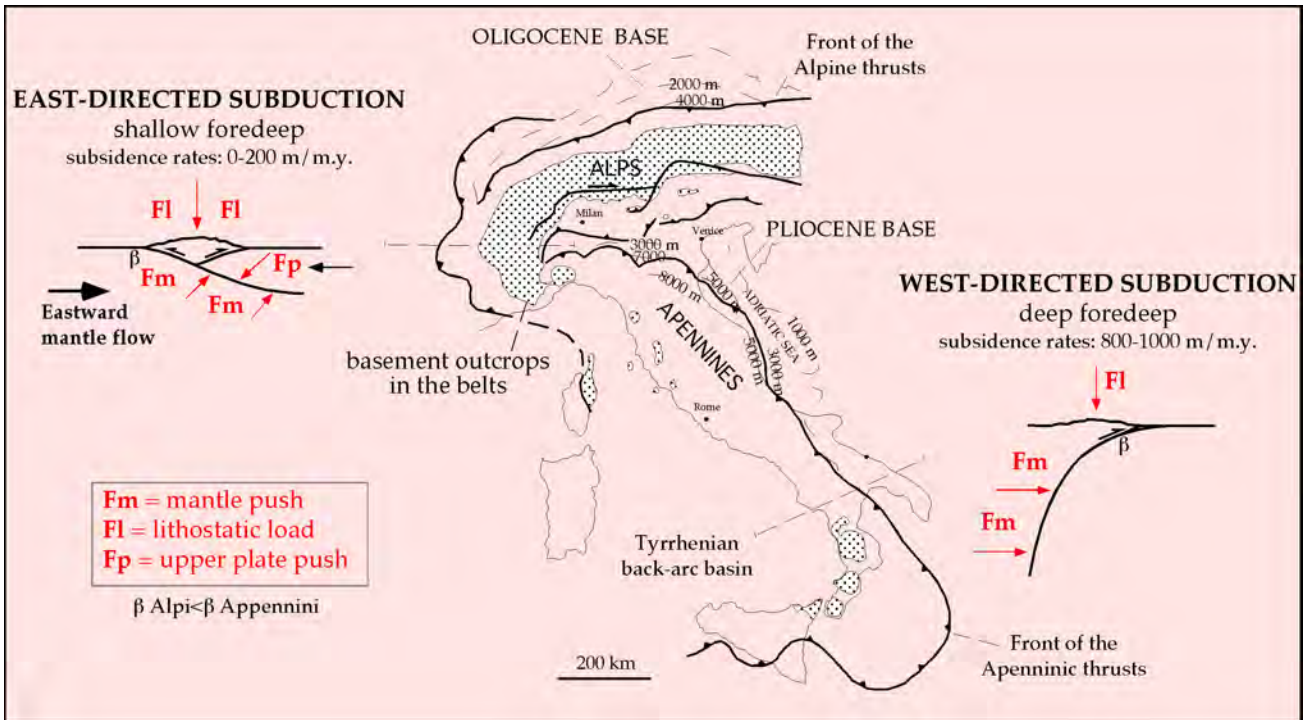 OLIGOCENE BASE
Front of the
Alpine thrusts
2000 m
4000 m
EAST-DIRECTED SUBDUCTION
shallow foredeep
subsidence rates: 0-200 m/m.y.
Fl Fl
β
Fm
Fp
Fm
Eastward
mantle flow
ALPS
Milan
Venice
PLIOCENE BASE
3000 m
7000
8000 m
5000 m
ADRIATIC SEA
1000 m
APENNINES
5000 m
3000 m
Rome
basement outcrops
in the belts
WEST-DIRECTED SUBDUCTION
deep foredeep
subsidence rates: 800-1000 m/m.y.
Fl
β
Fm
Fm
Fm = mantle push
Fl = lithostatic load
Fp = upper plate push
β Alpi<β Appennini
Tyrrhenian
back-arc basin
200 km
Front of the
Apenninic thrusts